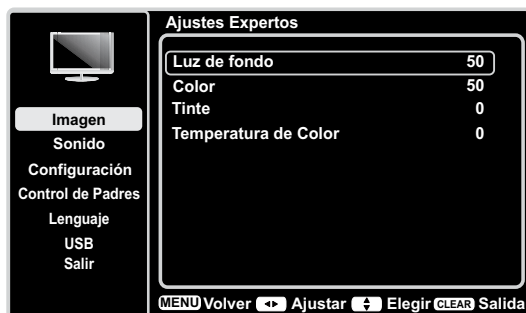 Ajustes Expertos
Luz de fondo 50
Color 50
Tinte 0
Temperatura de Color 0
Imagen
Sonido
Configuración
Control de Padres
Lenguaje
USB
Salir
MENU Volver Ajustar Elegir CLEAR Salida